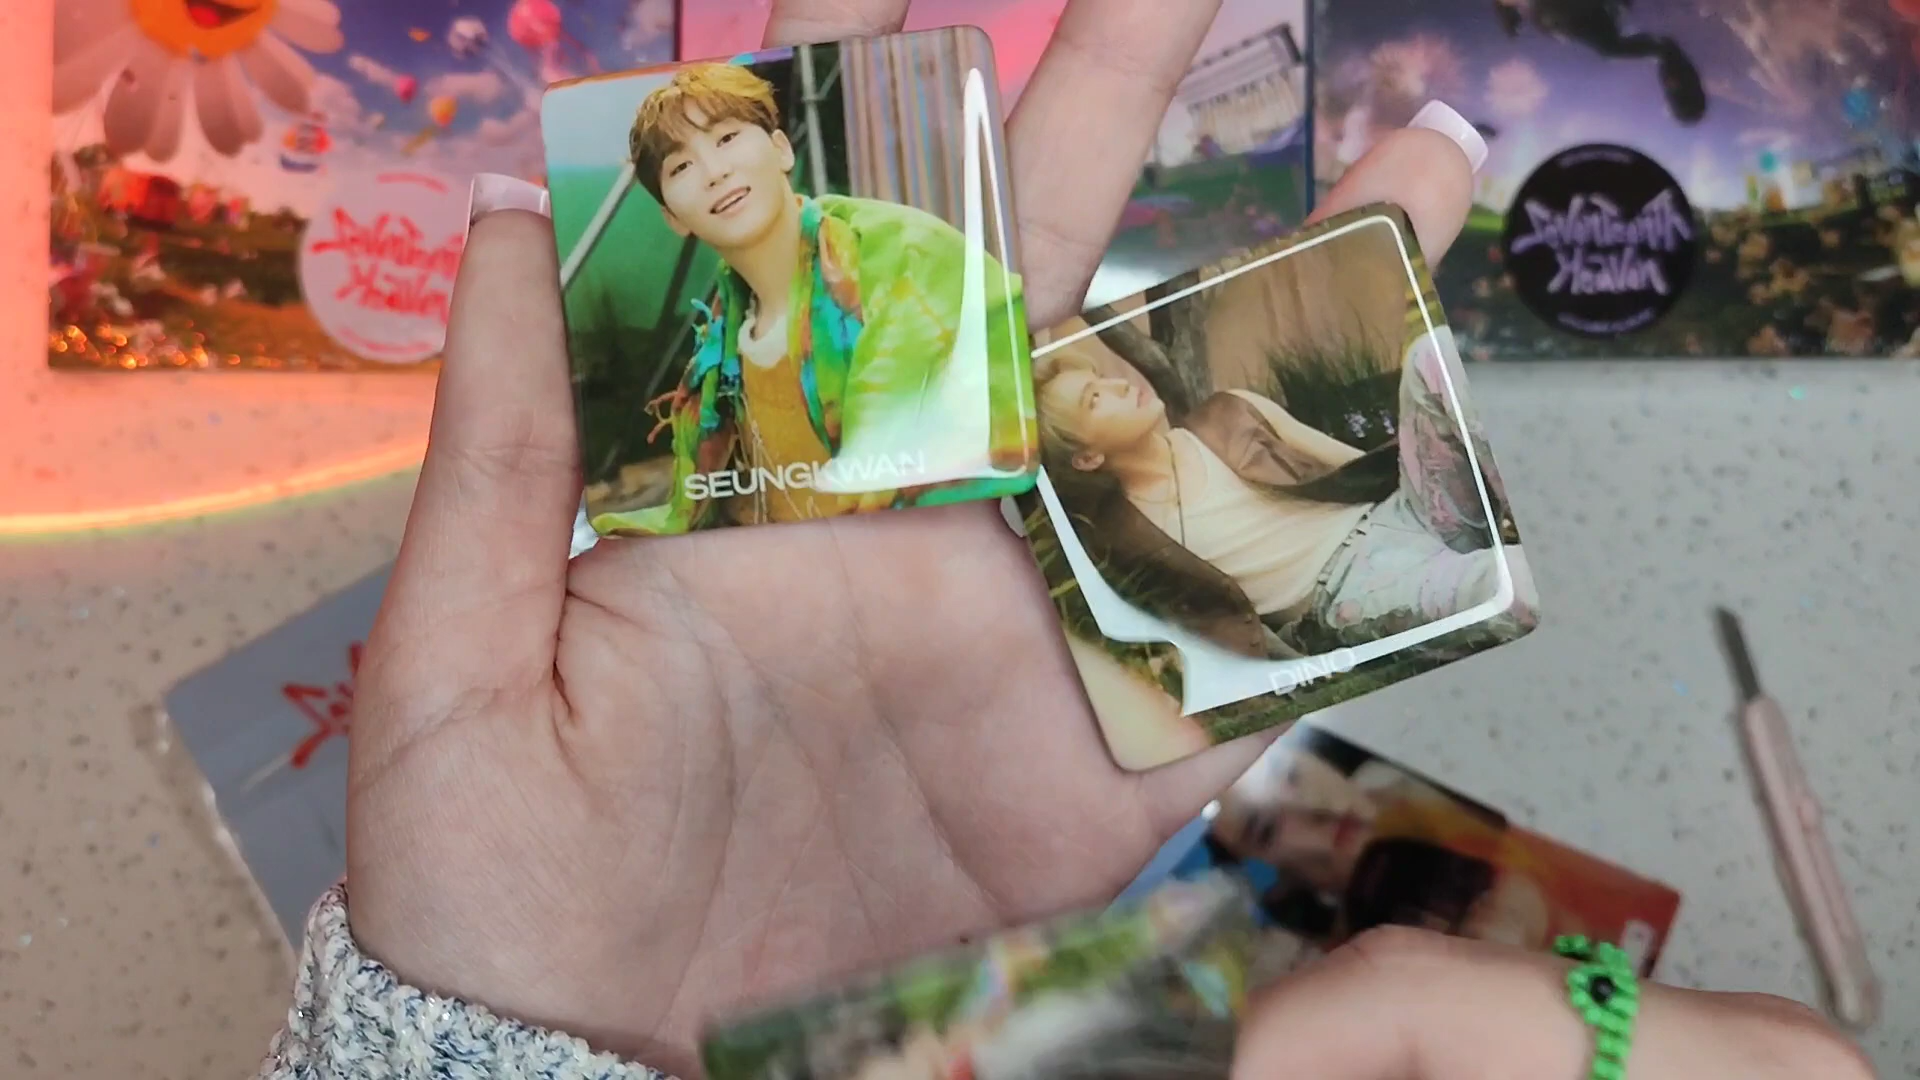 Seventeenth
Heaven
Seventeenth
Heaven
SEUNGKWAN
DINO